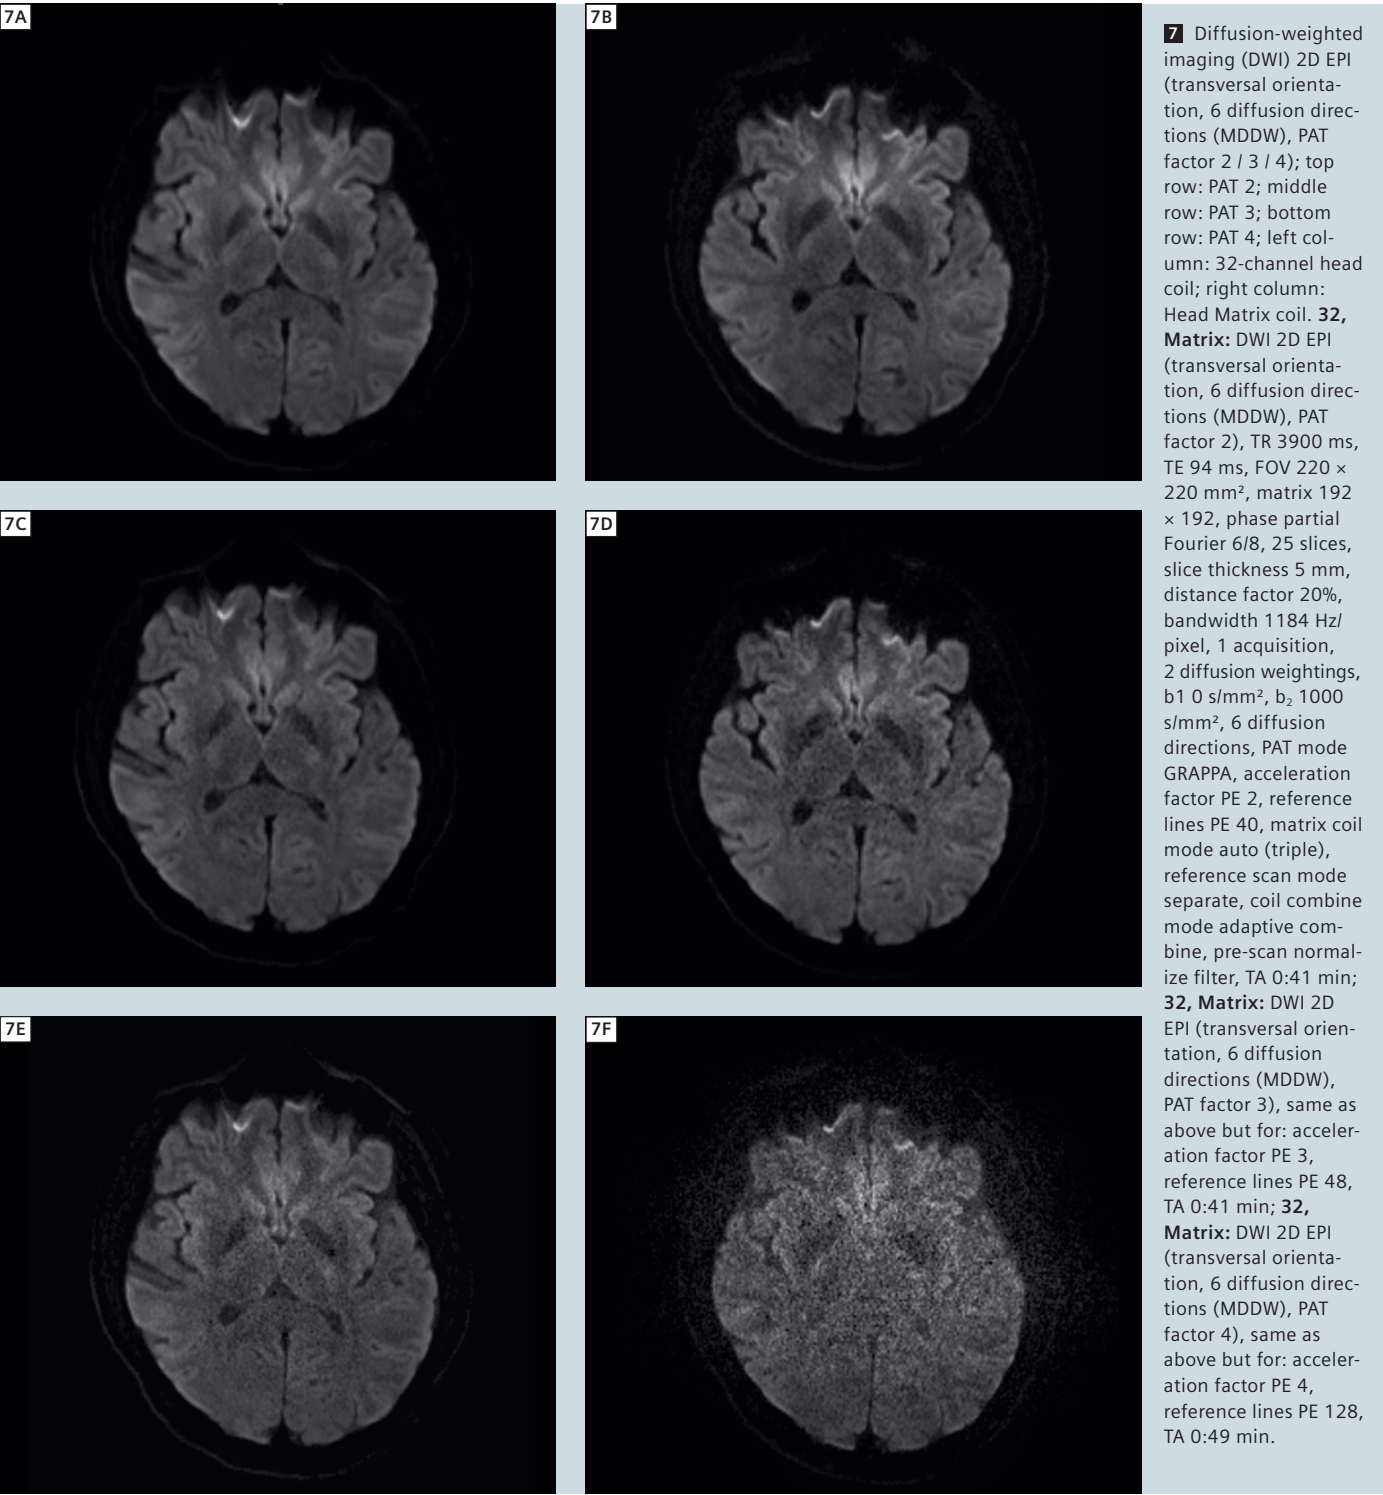 7A
7B
7C
7D
7E
7F
7 Diffusion-weighted
imaging (DWI) 2D EPI
(transversal orienta-
tion, 6 diffusion direc-
tions (MDDW), PAT
factor 2 / 3 / 4); top
row: PAT 2; middle
row: PAT 3; bottom
row: PAT 4; left col-
umn: 32-channel head
coil; right column:
Head Matrix coil. 32,
Matrix: DWI 2D EPI
(transversal orienta-
tion, 6 diffusion direc-
tions (MDDW), PAT
factor 2), TR 3900 ms,
TE 94 ms, FOV 220 ×
220 mm², matrix 192
× 192, phase partial
Fourier 6/8, 25 slices,
slice thickness 5 mm,
distance factor 20%,
bandwidth 1184 Hz/
pixel, 1 acquisition,
2 diffusion weightings,
b1 0 s/mm², b₂ 1000
s/mm², 6 diffusion
directions, PAT mode
GRAPPA, acceleration
factor PE 2, reference
lines PE 40, matrix coil
mode auto (triple),
reference scan mode
separate, coil combine
mode adaptive com-
bine, pre-scan normal-
ize filter, TA 0:41 min;
32, Matrix: DWI 2D
EPI (transversal orien-
tation, 6 diffusion
directions (MDDW),
PAT factor 3), same as
above but for: acceler-
ation factor PE 3,
reference lines PE 48,
TA 0:41 min; 32,
Matrix: DWI 2D EPI
(transversal orienta-
tion, 6 diffusion direc-
tions (MDDW), PAT
factor 4), same as
above but for: acceler-
ation factor PE 4,
reference lines PE 128,
TA 0:49 min.